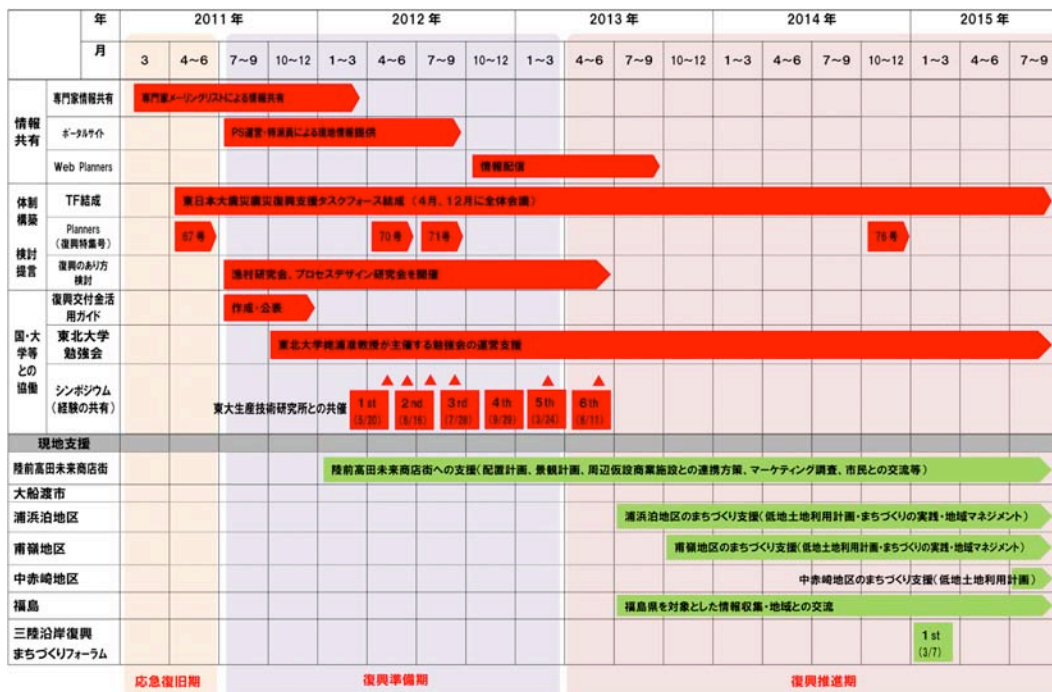 年 2011年 2012年 2013年 2014年 2015年
月 3 4～6 7～9 10～12 1～3 4～6 7～9 10～12 1～3 4～6 7～9 10～12 1～3 4～6 7～9 10～12 1～3 7～9
情報共有
専門家情報共有 専門家メーリングリストによる情報共有
ポータルサイト PS運営・特派員による現地情報提供
Web Planners 情報配信
体制構築
検討提言
TF結成 東日本大震災震災復興支援タスクフォース結成（4月、12月に全体会議）
Planners
（復興特集号） 67号 70号 71号 76号
復興のあり方
検討 漁村研究会、プロセスデザイン研究会を開催
国・大学等との協働
復興交付金活
用ガイド 作成・公表
東北大学
勉強会 東北大学姥浦准教授が主催する勉強会の運営支援
シンポジウム
（経験の共有） 東大生産技術研究所との共催
1st 2nd 3rd 4th 5th 6th
(5/20) (6/16) (7/28) (9/29) (3/24) (6/11)
現地支援
陸前高田未来商店街 陸前高田未来商店街への支援（配置計画、景観計画、周辺仮設商業施設との連携方策、マーケティング調査、市民との交流等）
大船渡市
浦浜泊地区 浦浜泊地区のまちづくり支援（低地土地利用計画・まちづくりの実践・地域マネジメント）
甫嶺地区 甫嶺地区のまちづくり支援（低地土地利用計画・まちづくりの実践・地域マネジメント）
中赤崎地区 中赤崎地区のまちづくり支援（低地土地利用計画）
福島 福島県を対象とした情報収集・地域との交流
三陸沿岸復興
まちづくりフォーラム 1st
(3/7)
応急復旧期 復興準備期 復興推進期